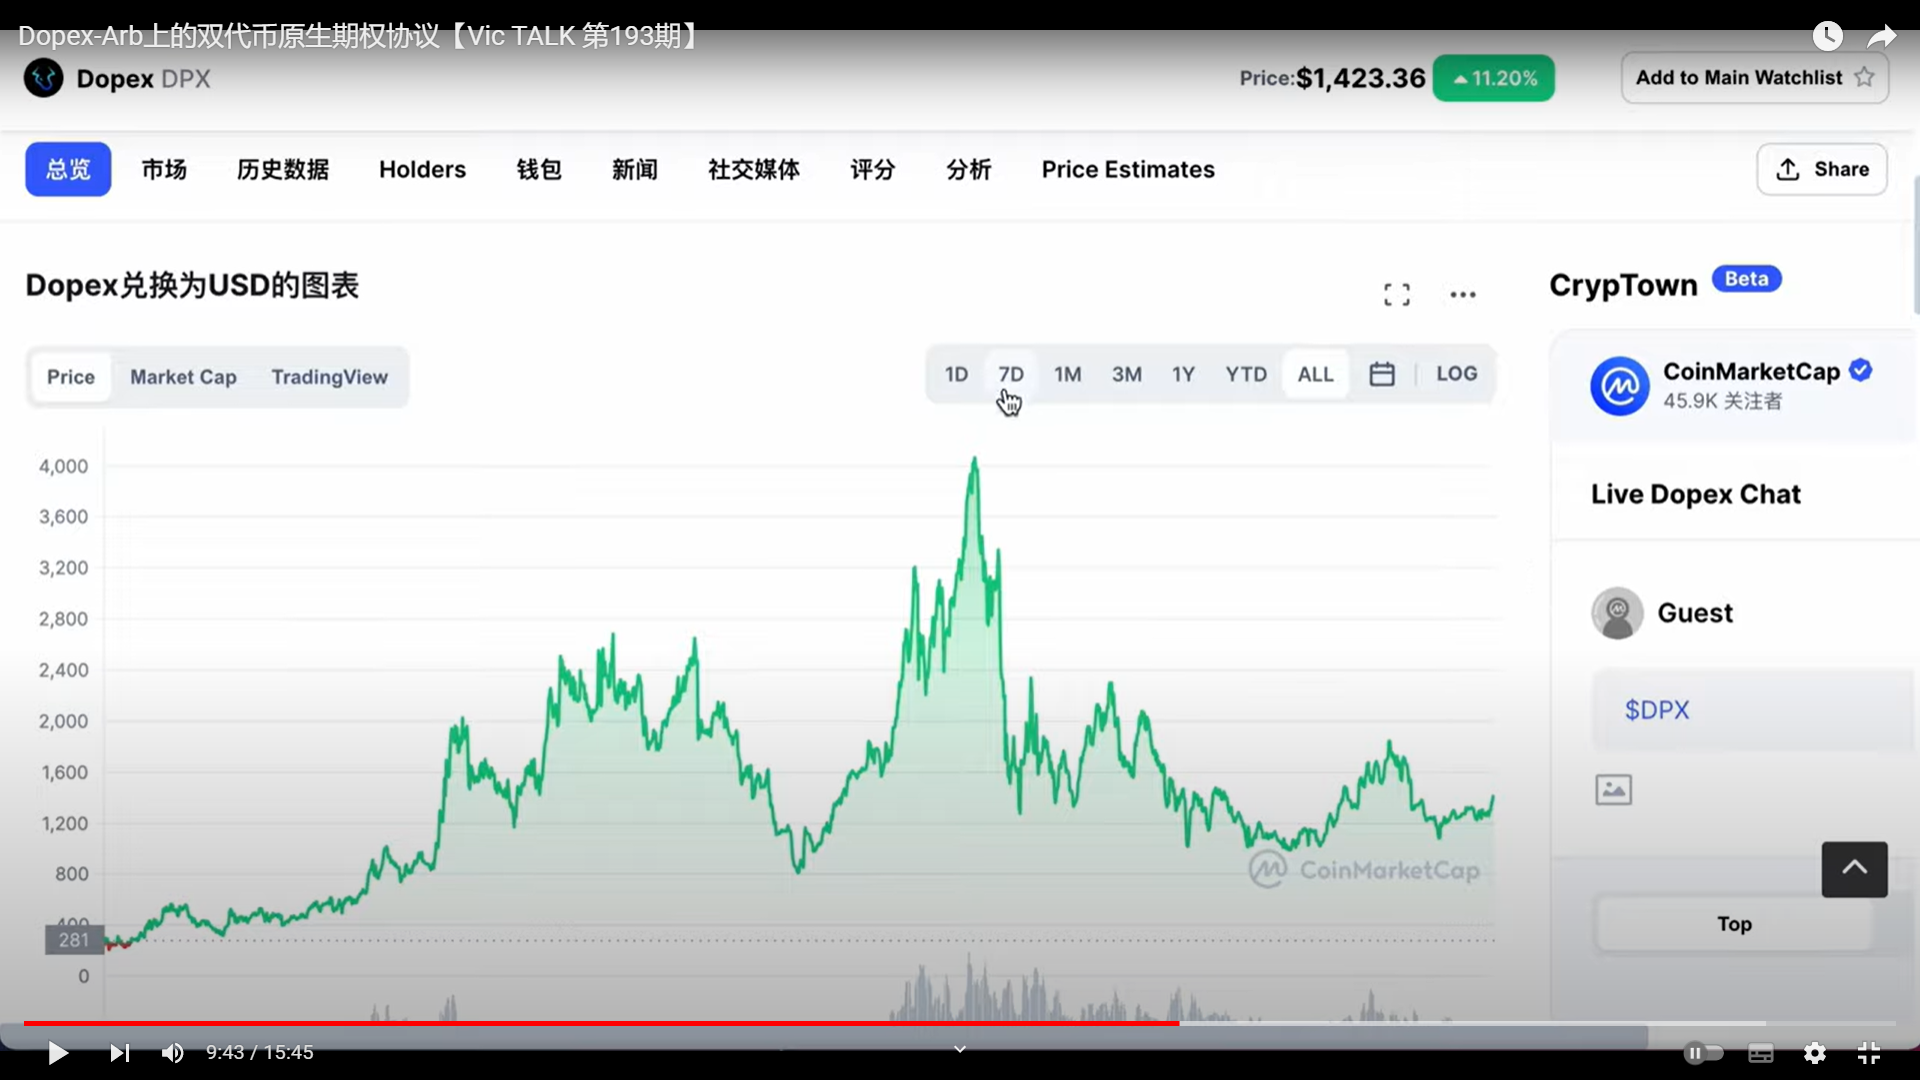 Dopex-Arb上的双代币原生期权协议【Vic TALK 第193期】
Dopex DPX
Price:$1,423.36
11.20%
Add to Main Watchlist
总览 市场 历史数据 Holders 钱包 新闻 社交媒体 评分 分析 Price Estimates
Share
Dopex兑换为USD的图表
CrypTown Beta
Price Market Cap TradingView
1D 7D 1M 3M 1Y YTD ALL LOG
CoinMarketCap
45.9K 关注者
Live Dopex Chat
Guest
$DPX
Top
4,000
3,600
3,200
2,800
2,400
2,000
1,600
1,200
800
400
281
0
CoinMarketCap
9:43 / 15:45